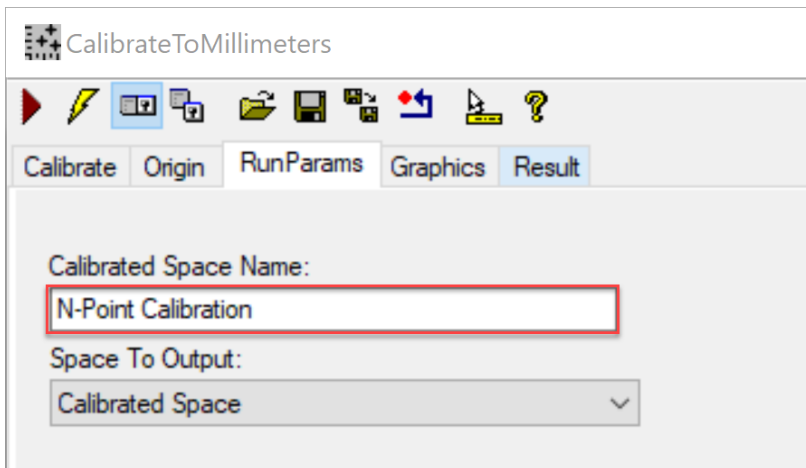 CalibrateToMillimeters
Calibrate Origin RunParams Graphics Result
Calibrated Space Name:
N-Point Calibration
Space To Output:
Calibrated Space